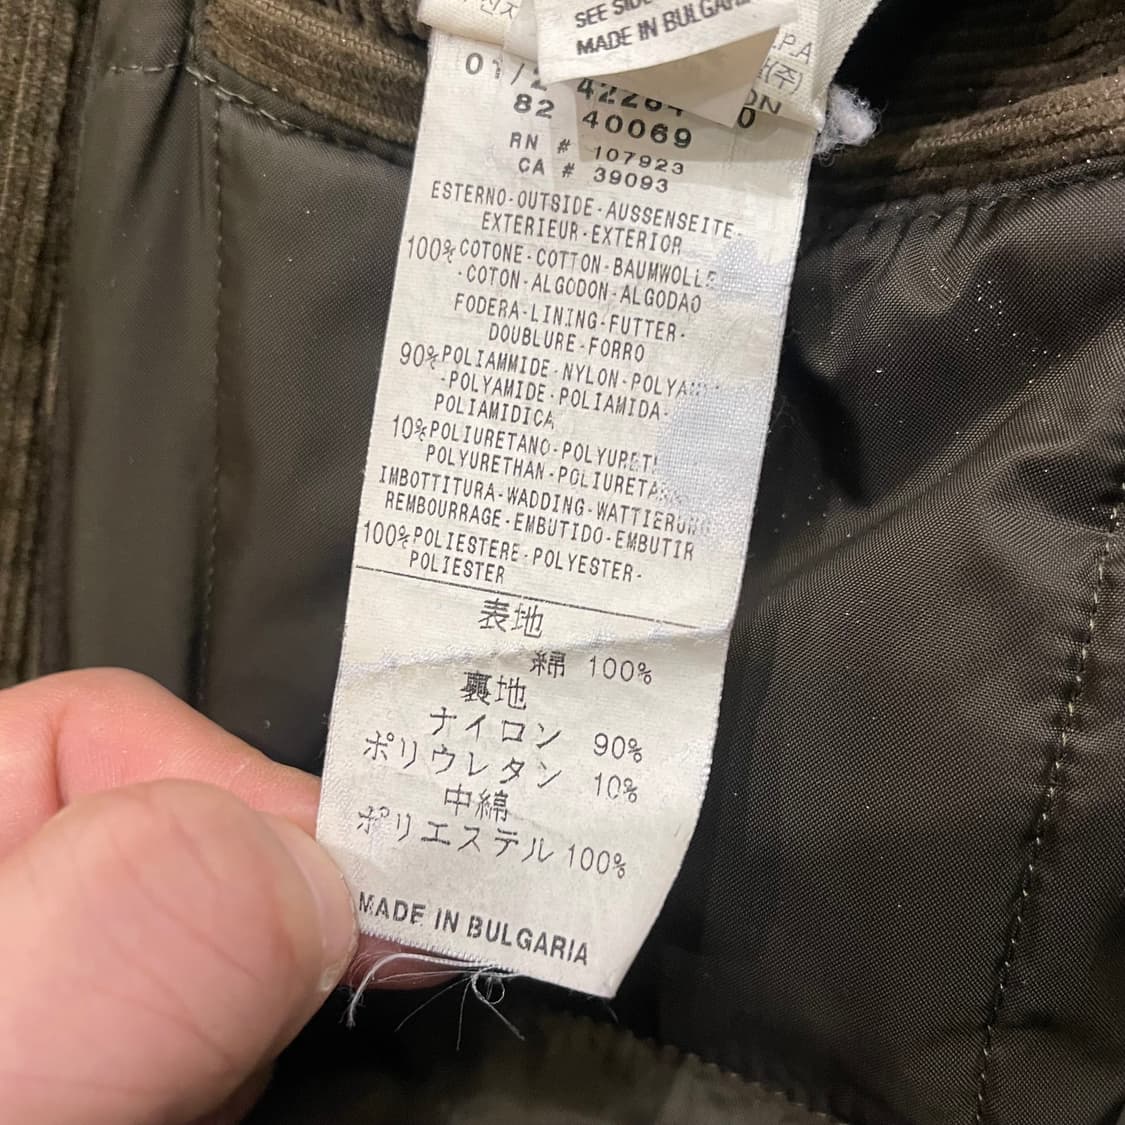 SEE SIDE
MADE IN BULGARIA
82 40069
RN # 107923
CA # 39093
ESTERNO-OUTSIDE-AUSSENSEITE-
EXTERIEUR-EXTERIOR
100% COTONE-COTTON-BAUMWOLLE
-COTON-ALGODON-ALGODAO
FODERA-LINING-FUTTER-
DOUBLURE-FORRO
90% POLIAMMIDE-NYLON-
-POLYAMIDE-POLIAMIDA-
POLIAMIDICA
10% POLIURETANO-
POLYURETHAN-
IMBOTTITURA-WADDING-WATTIERUNG
REMBOURRAGE-EMBUTIDO-EMBUTIR
100% POLIESTERE-POLYESTER-
POLIESTER
表地
綿 100%
裏地
ナイロン 90%
ポリウレタン 10%
中綿
ポリエステル 100%
MADE IN BULGARIA